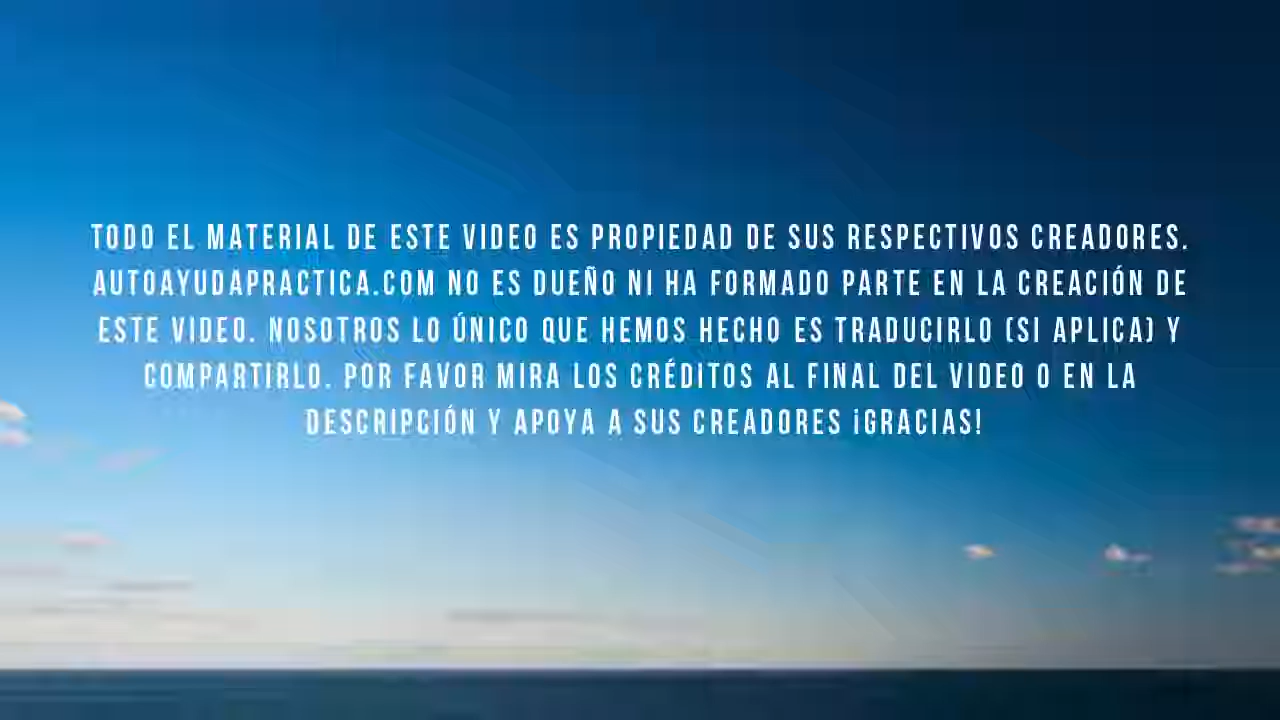 TODO EL MATERIAL DE ESTE VIDEO ES PROPIEDAD DE SUS RESPECTIVOS CREADORES.
AUTOAYUDAPRACTICA.COM NO ES DUEÑO NI HA FORMADO PARTE EN LA CREACIÓN DE
ESTE VIDEO. NOSOTROS LO ÚNICO QUE HEMOS HECHO ES TRADUCIRLO (SI APLICA) Y
COMPARTIRLO. POR FAVOR MIRA LOS CRÉDITOS AL FINAL DEL VIDEO O EN LA
DESCRIPCIÓN Y APOYA A SUS CREADORES ¡GRACIAS!